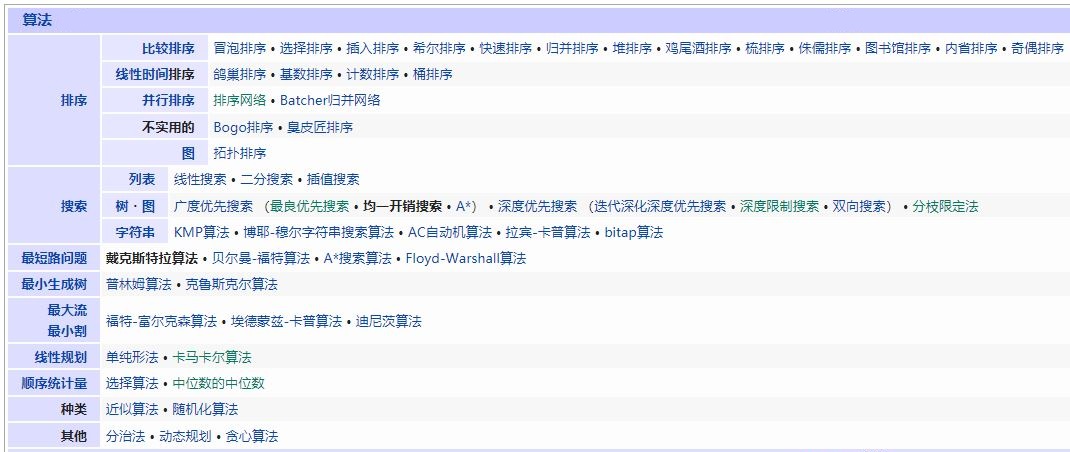 算法
排序
比较排序 冒泡排序 • 选择排序 • 插入排序 • 希尔排序 • 快速排序 • 归并排序 • 堆排序 • 鸡尾酒排序 • 梳排序 • 侏儒排序 • 图书馆排序 • 内省排序 • 奇偶排序
线性时间排序 鸽巢排序 • 基数排序 • 计数排序 • 桶排序
并行排序 排序网络 • Batcher归并网络
不实用的 Bogo排序 • 臭皮匠排序
图 拓扑排序
搜索
列表 线性搜索 • 二分搜索 • 插值搜索
树 · 图 广度优先搜索 （最良优先搜索 • 均一开销搜索 • A*） • 深度优先搜索 （迭代深化深度优先搜索 • 深度限制搜索 • 双向搜索） • 分枝限定法
字符串 KMP算法 • 博耶-穆尔字符串搜索算法 • AC自动机算法 • 拉宾-卡普算法 • bitap算法
最短路问题 戴克斯特拉算法 • 贝尔曼-福特算法 • A*搜索算法 • Floyd-Warshall算法
最小生成树 普林姆算法 • 克鲁斯克尔算法
最大流
最小割
福特-富尔克森算法 • 埃德蒙兹-卡普算法 • 迪尼茨算法
线性规划 单纯形法 • 卡马卡尔算法
顺序统计量 选择算法 • 中位数的中位数
种类 近似算法 • 随机化算法
其他 分治法 • 动态规划 • 贪心算法